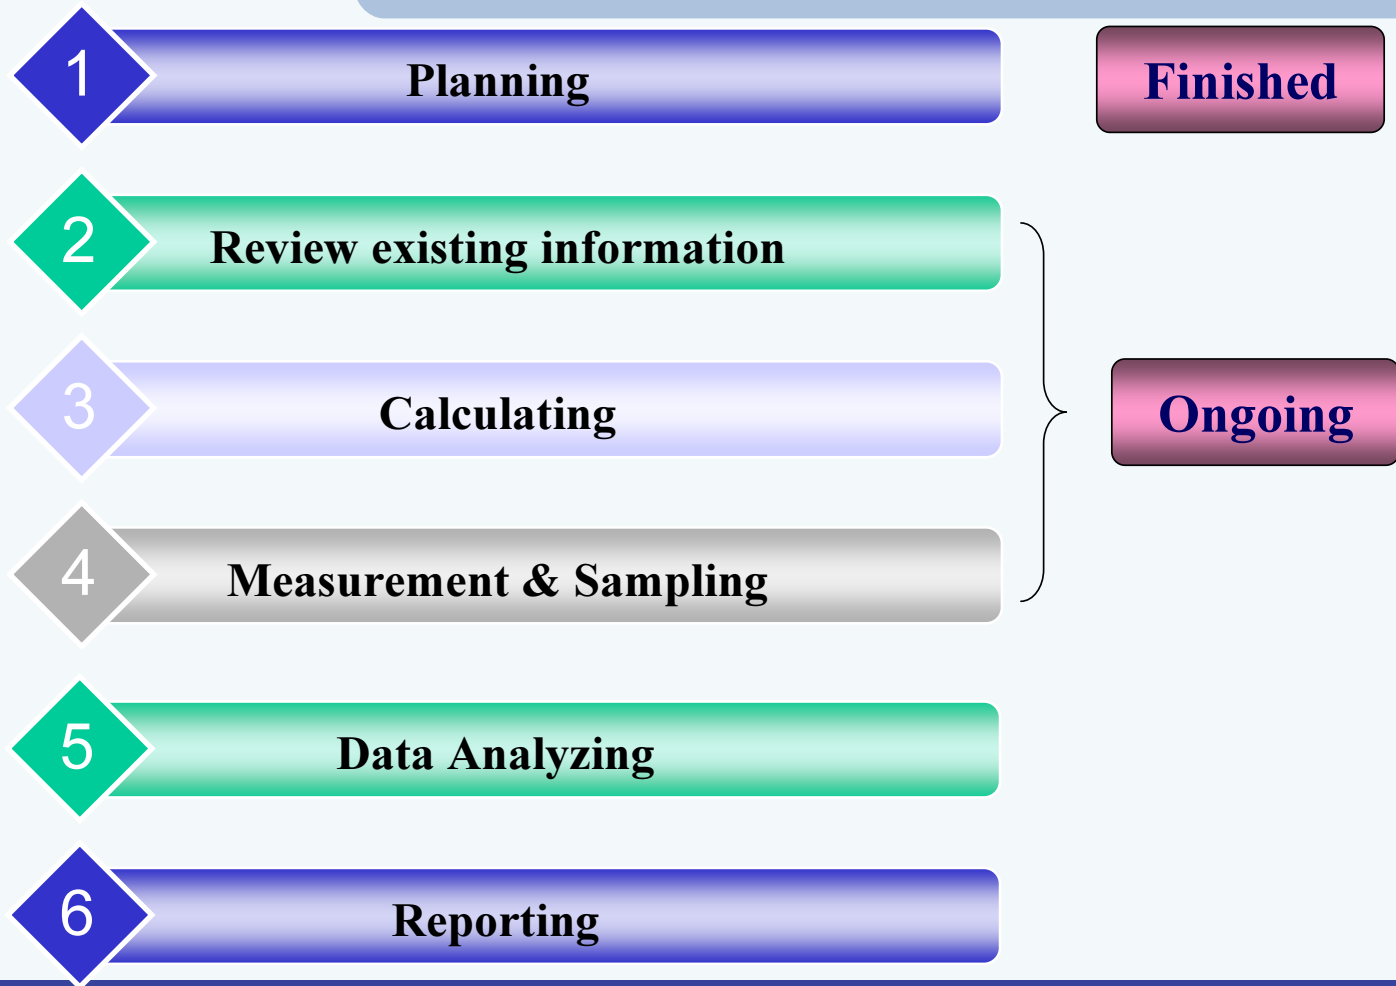 1 Planning Finished
2 Review existing information
3 Calculating Ongoing
4 Measurement & Sampling
5 Data Analyzing
6 Reporting